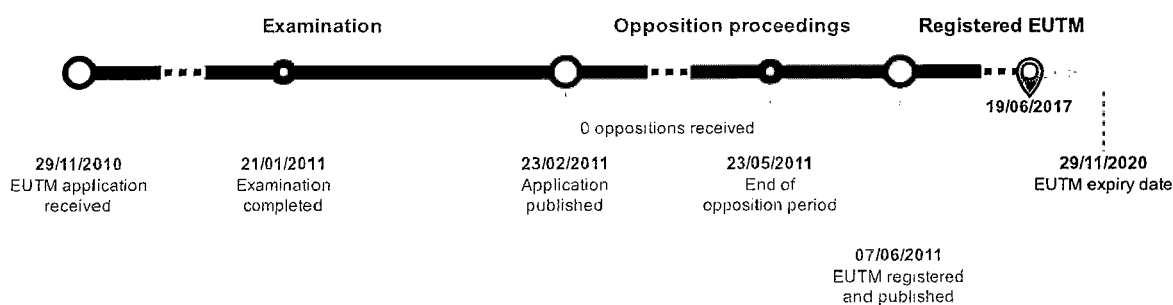 Examination
Opposition proceedings
Registered EUTM
19/06/2017
0 oppositions received
29/11/2010
EUTM application
received
21/01/2011
Examination
completed
23/02/2011
Application
published
23/05/2011
End of
opposition period
29/11/2020
EUTM expiry date
07/06/2011
EUTM registered
and published